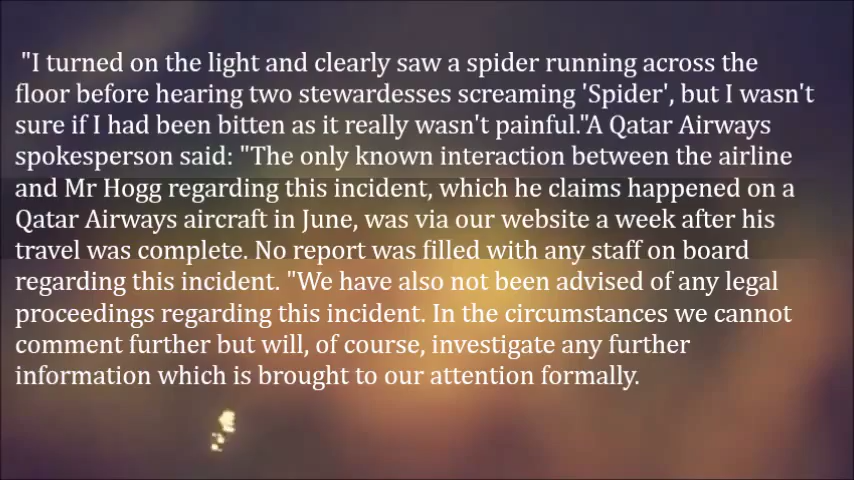 "I turned on the light and clearly saw a spider running across the
floor before hearing two stewardesses screaming 'Spider', but I wasn't
sure if I had been bitten as it really wasn't painful."A Qatar Airways
spokesperson said: "The only known interaction between the airline
and Mr Hogg regarding this incident, which he claims happened on a
Qatar Airways aircraft in June, was via our website a week after his
travel was complete. No report was filled with any staff on board
regarding this incident. "We have also not been advised of any legal
proceedings regarding this incident. In the circumstances we cannot
comment further but will, of course, investigate any further
information which is brought to our attention formally.